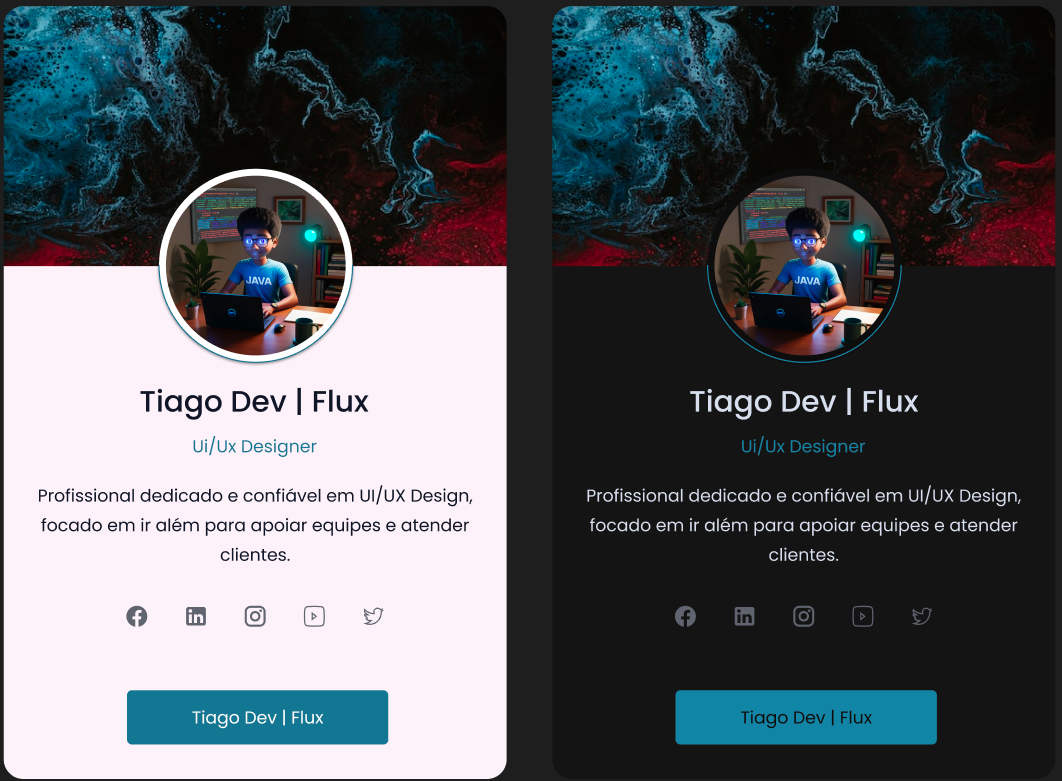 JAVA
Tiago Dev | Flux
Ui/Ux Designer
Profissional dedicado e confiável em UI/UX Design,
focado em ir além para apoiar equipes e atender
clientes.
Tiago Dev | Flux
JAVA
Tiago Dev | Flux
Ui/Ux Designer
Profissional dedicado e confiável em UI/UX Design,
focado em ir além para apoiar equipes e atender
clientes.
Tiago Dev | Flux